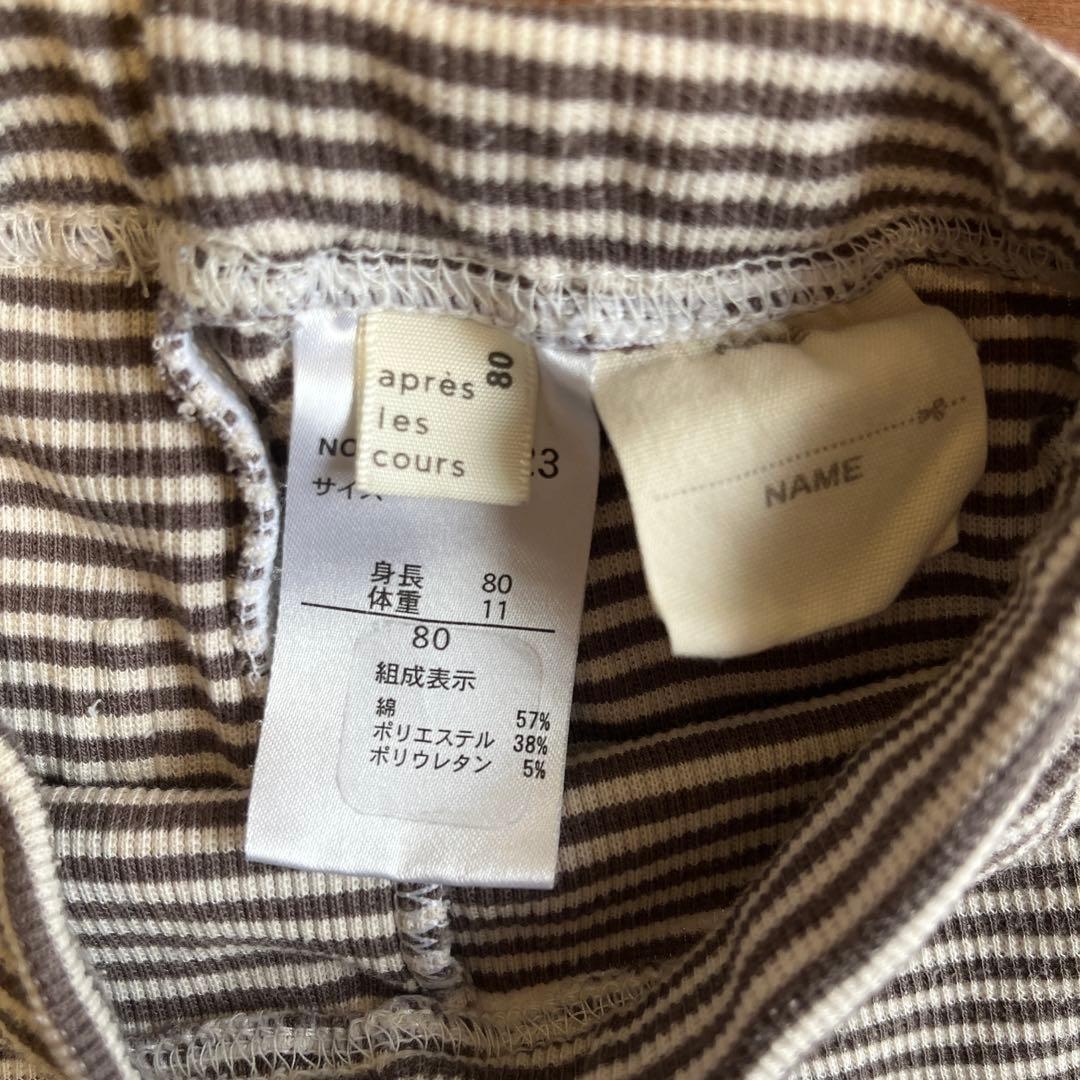 après
les
cours
80
NO
23
サイズ
身長 80
体重 11
80
組成表示
綿 57%
ポリエステル 38%
ポリウレタン 5%
NAME